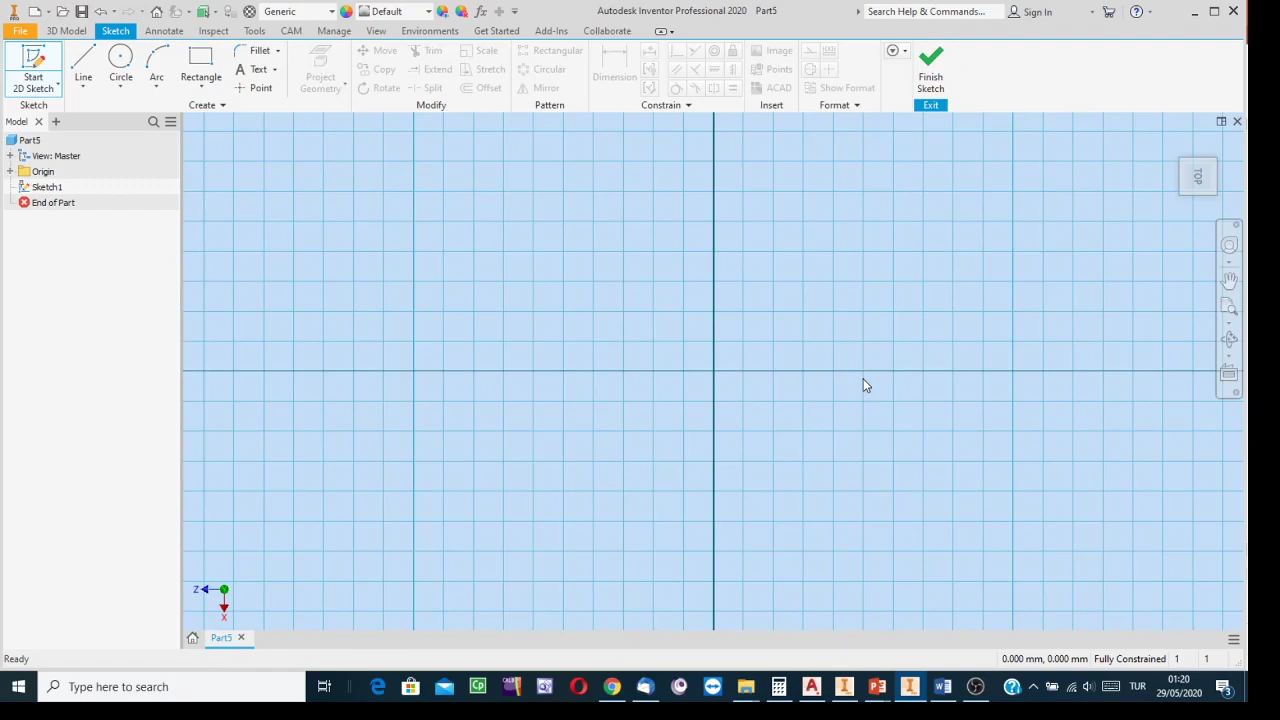 Generic
Default
Autodesk Inventor Professional 2020 Part5
Search Help & Commands...
Sign In
File
3D Model
Sketch
Annotate
Inspect
Tools
CAM
Manage
View
Environments
Get Started
Add-Ins
Collaborate
Start
2D Sketch
Line
Circle
Arc
Rectangle
Fillet
Text
Point
Project
Geometry
Move
Copy
Rotate
Trim
Extend
Split
Scale
Stretch
Offset
Rectangular
Circular
Mirror
Dimension
Image
Points
ACAD
Show Format
Finish
Sketch
Sketch
Create
Modify
Pattern
Constrain
Insert
Format
Exit
Model
Part5
View: Master
Origin
Sketch1
End of Part
TOP
Z
X
Part5
Ready
0.000 mm, 0.000 mm Fully Constrained 1 1
Type here to search
TUR
01:20
29/05/2020
3